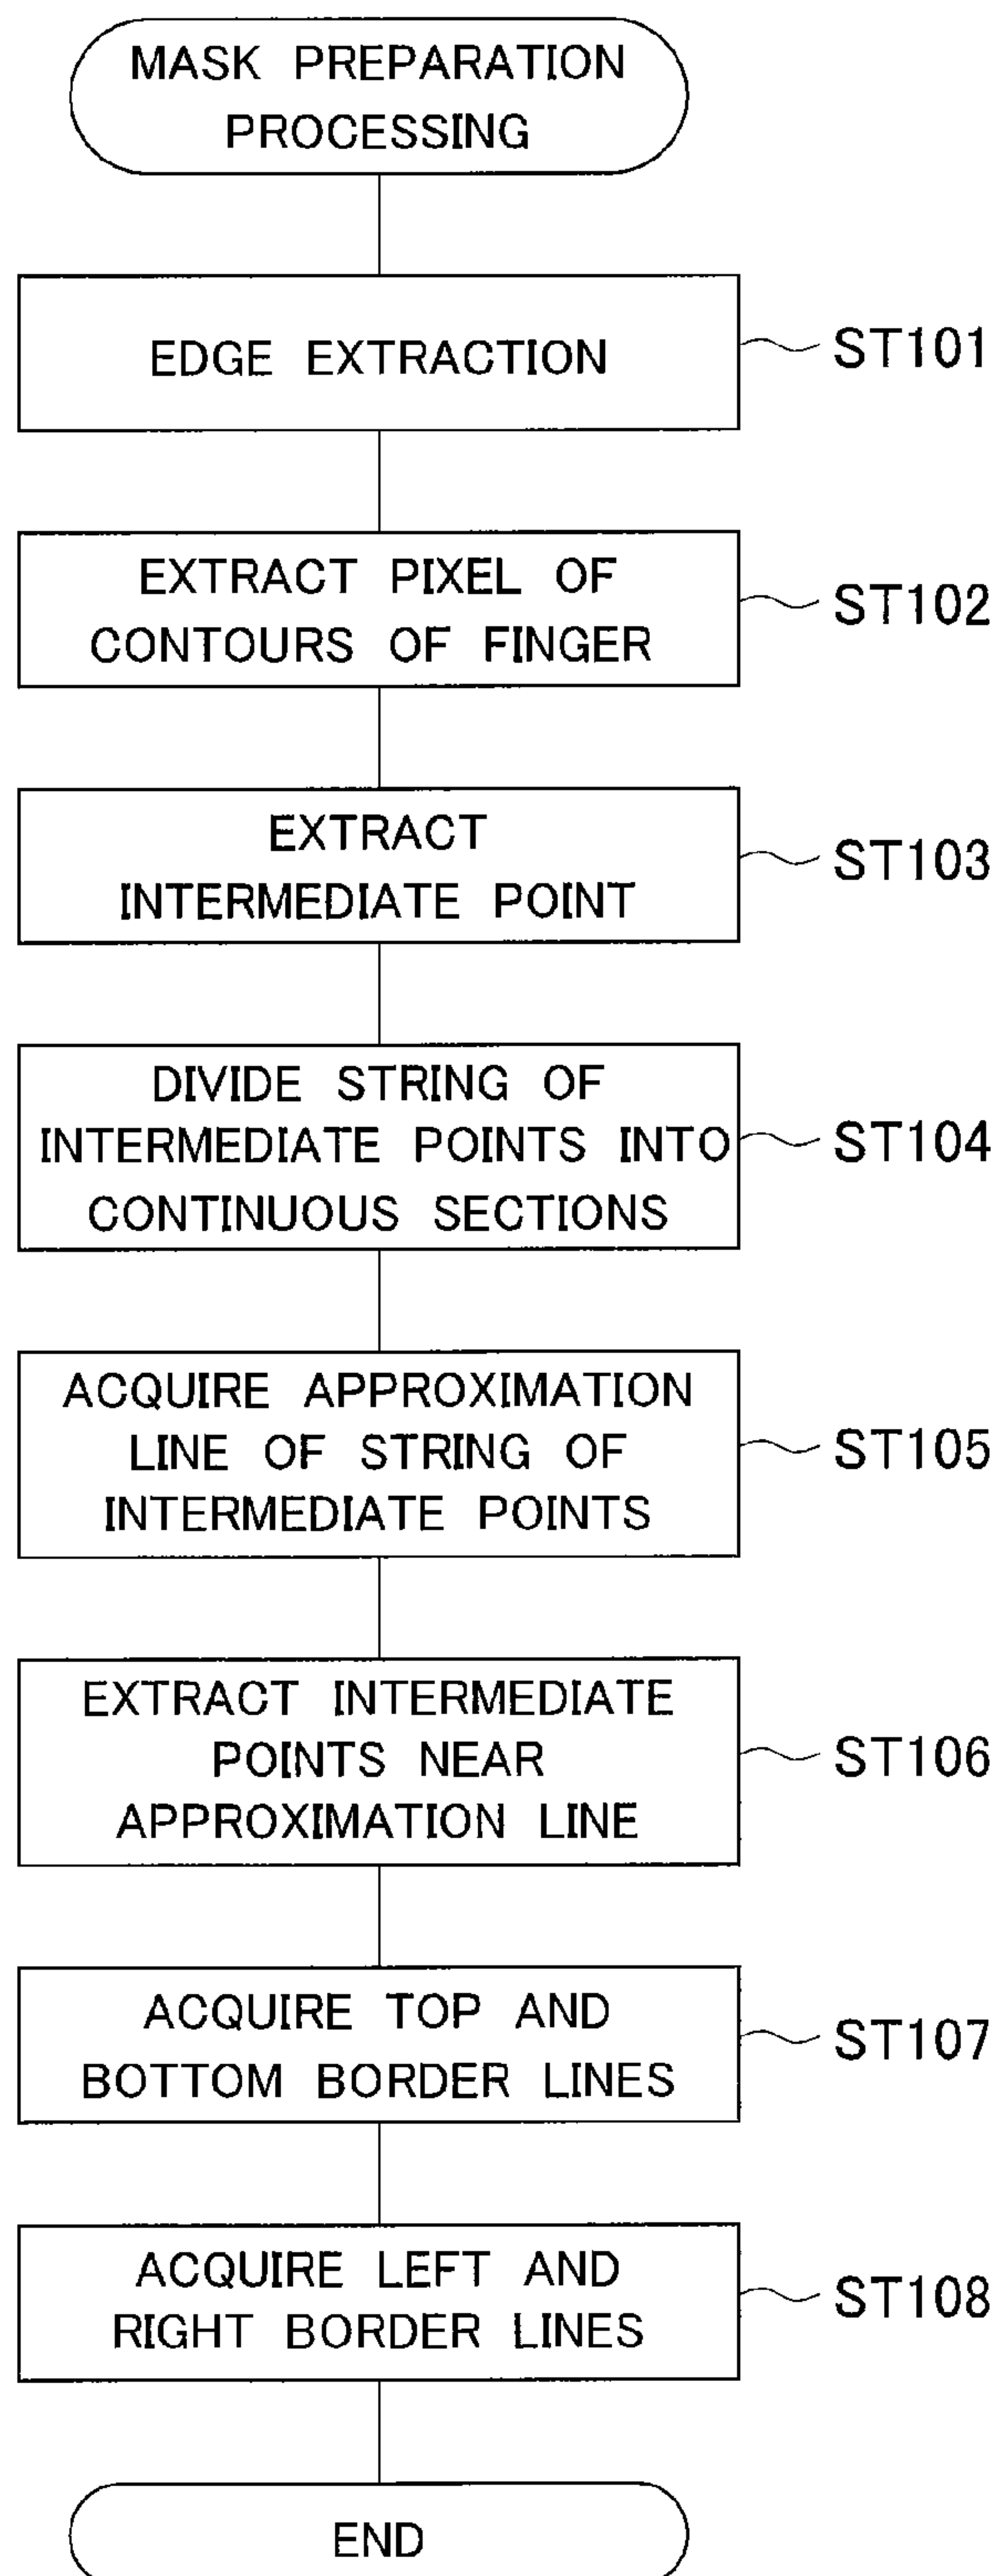 MASK PREPARATION
PROCESSING
EDGE EXTRACTION
ST101
EXTRACT PIXEL OF
CONTOURS OF FINGER
ST102
EXTRACT
INTERMEDIATE POINT
ST103
DIVIDE STRING OF
INTERMEDIATE POINTS INTO
CONTINUOUS SECTIONS
ST104
ACQUIRE APPROXIMATION
LINE OF STRING OF
INTERMEDIATE POINTS
ST105
EXTRACT INTERMEDIATE
POINTS NEAR
APPROXIMATION LINE
ST106
ACQUIRE TOP AND
BOTTOM BORDER LINES
ST107
ACQUIRE LEFT AND
RIGHT BORDER LINES
ST108
END